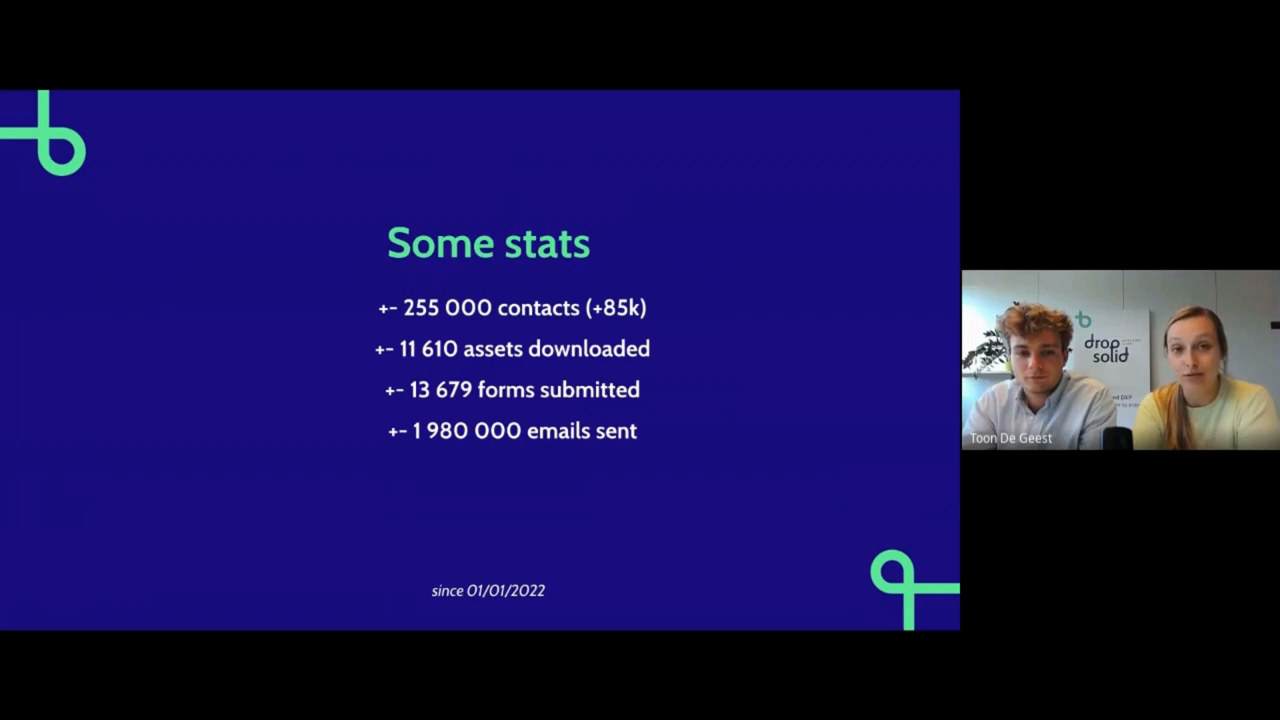 Some stats
+- 255 000 contacts (+85k)
+- 11 610 assets downloaded
+- 13 679 forms submitted
+- 1 980 000 emails sent
since 01/01/2022
drop
solid
DXP
Toon De Geest